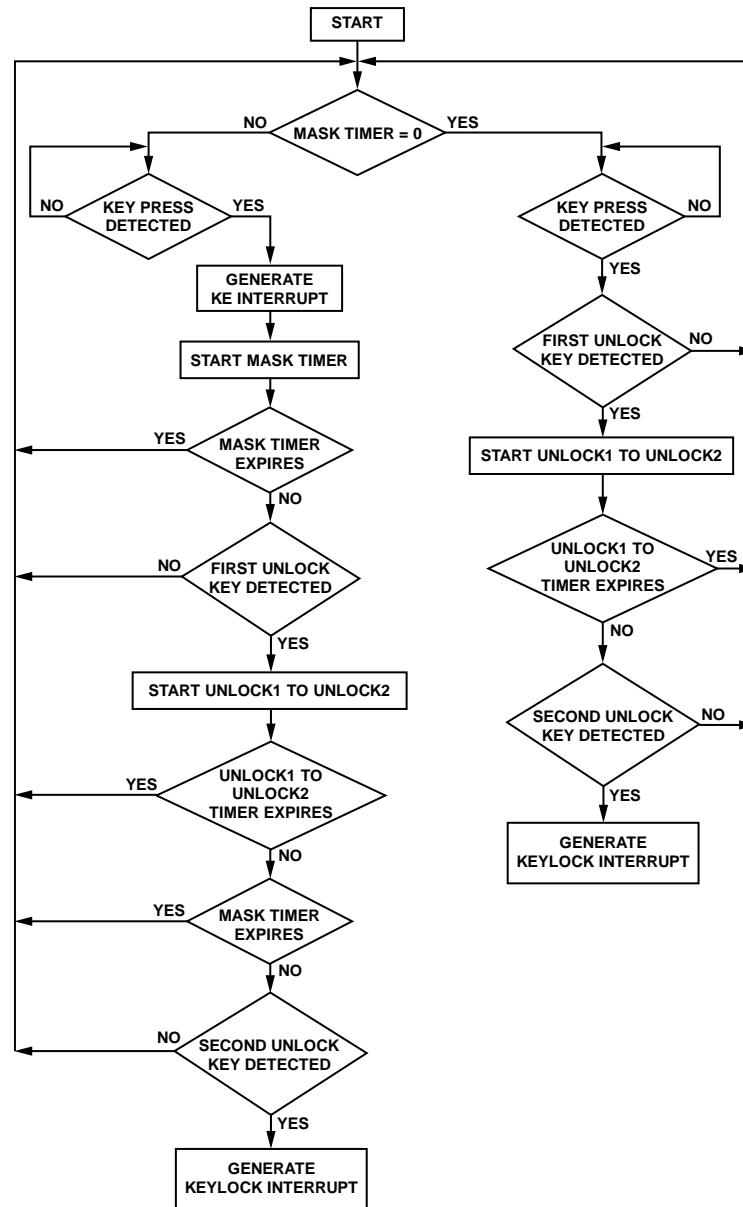 START
MASK TIMER = 0
NO
YES
KEY PRESS
DETECTED
NO
YES
GENERATE
KE INTERRUPT
START MASK TIMER
MASK TIMER
EXPIRES
YES
NO
FIRST UNLOCK
KEY DETECTED
NO
YES
START UNLOCK1 TO UNLOCK2
UNLOCK1 TO
UNLOCK2
TIMER EXPIRES
YES
NO
MASK TIMER
EXPIRES
YES
NO
SECOND UNLOCK
KEY DETECTED
NO
YES
GENERATE
KEYLOCK INTERRUPT
KEY PRESS
DETECTED
NO
YES
FIRST UNLOCK
KEY DETECTED
NO
YES
START UNLOCK1 TO UNLOCK2
UNLOCK1 TO
UNLOCK2
TIMER EXPIRES
YES
NO
SECOND UNLOCK
KEY DETECTED
NO
YES
GENERATE
KEYLOCK INTERRUPT